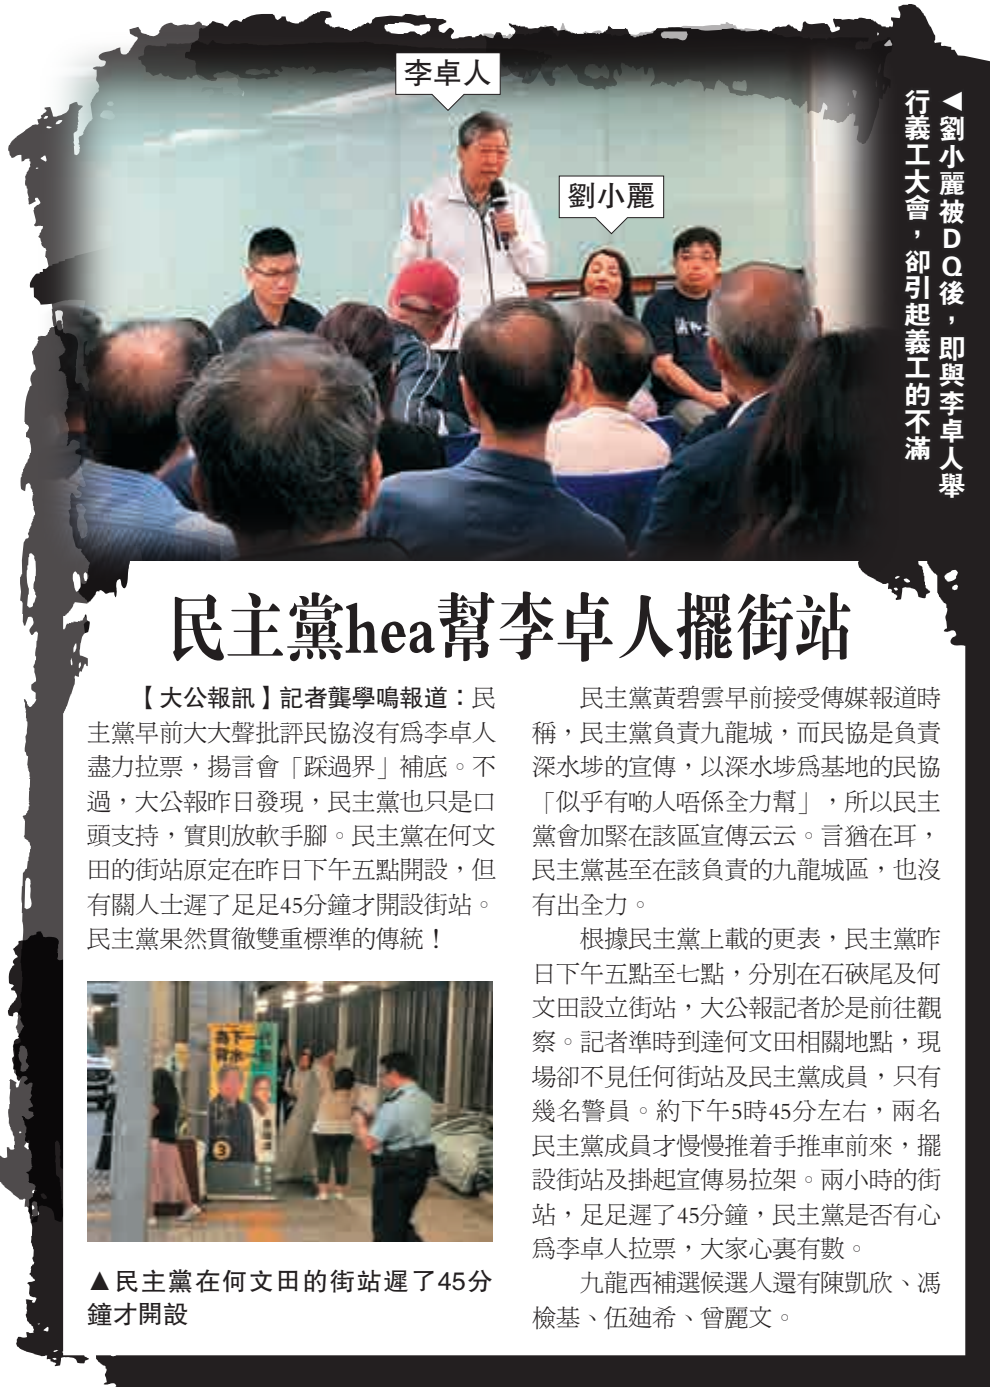 李卓人
劉小麗
◀劉小麗被DQ後，即與李卓人舉
行義工大會，卻引起義工的不滿
民主黨hea幫李卓人擺街站
【大公報訊】記者龔學鳴報道：民
主黨早前大大聲批評民協沒有為李卓人
盡力拉票，揚言會「踩過界」補底。不
過，大公報昨日發現，民主黨也只是口
頭支持，實則放軟手腳。民主黨在何文
田的街站原定在昨日下午五點開設，但
有關人士遲了足足45分鐘才開設街站。
民主黨果然貫徹雙重標準的傳統！
▲民主黨在何文田的街站遲了45分
鐘才開設
民主黨黃碧雲早前接受傳媒報道時
稱，民主黨負責九龍城，而民協是負責
深水埗的宣傳，以深水埗為基地的民協
「似乎有啲人唔係全力幫」，所以民主
黨會加緊在該區宣傳云云。言猶在耳，
民主黨甚至在該負責的九龍城區，也沒
有出全力。
根據民主黨上載的更表，民主黨昨
日下午五點至七點，分別在石硤尾及何
文田設立街站，大公報記者於是前往觀
察。記者準時到達何文田相關地點，現
場卻不見任何街站及民主黨成員，只有
幾名警員。約下午5時45分左右，兩名
民主黨成員才慢慢推着手推車前來，擺
設街站及掛起宣傳易拉架。兩小時的街
站，足足遲了45分鐘，民主黨是否有心
為李卓人拉票，大家心裏有數。
九龍西補選候選人還有陳凱欣、馮
檢基、伍廸希、曾麗文。
3